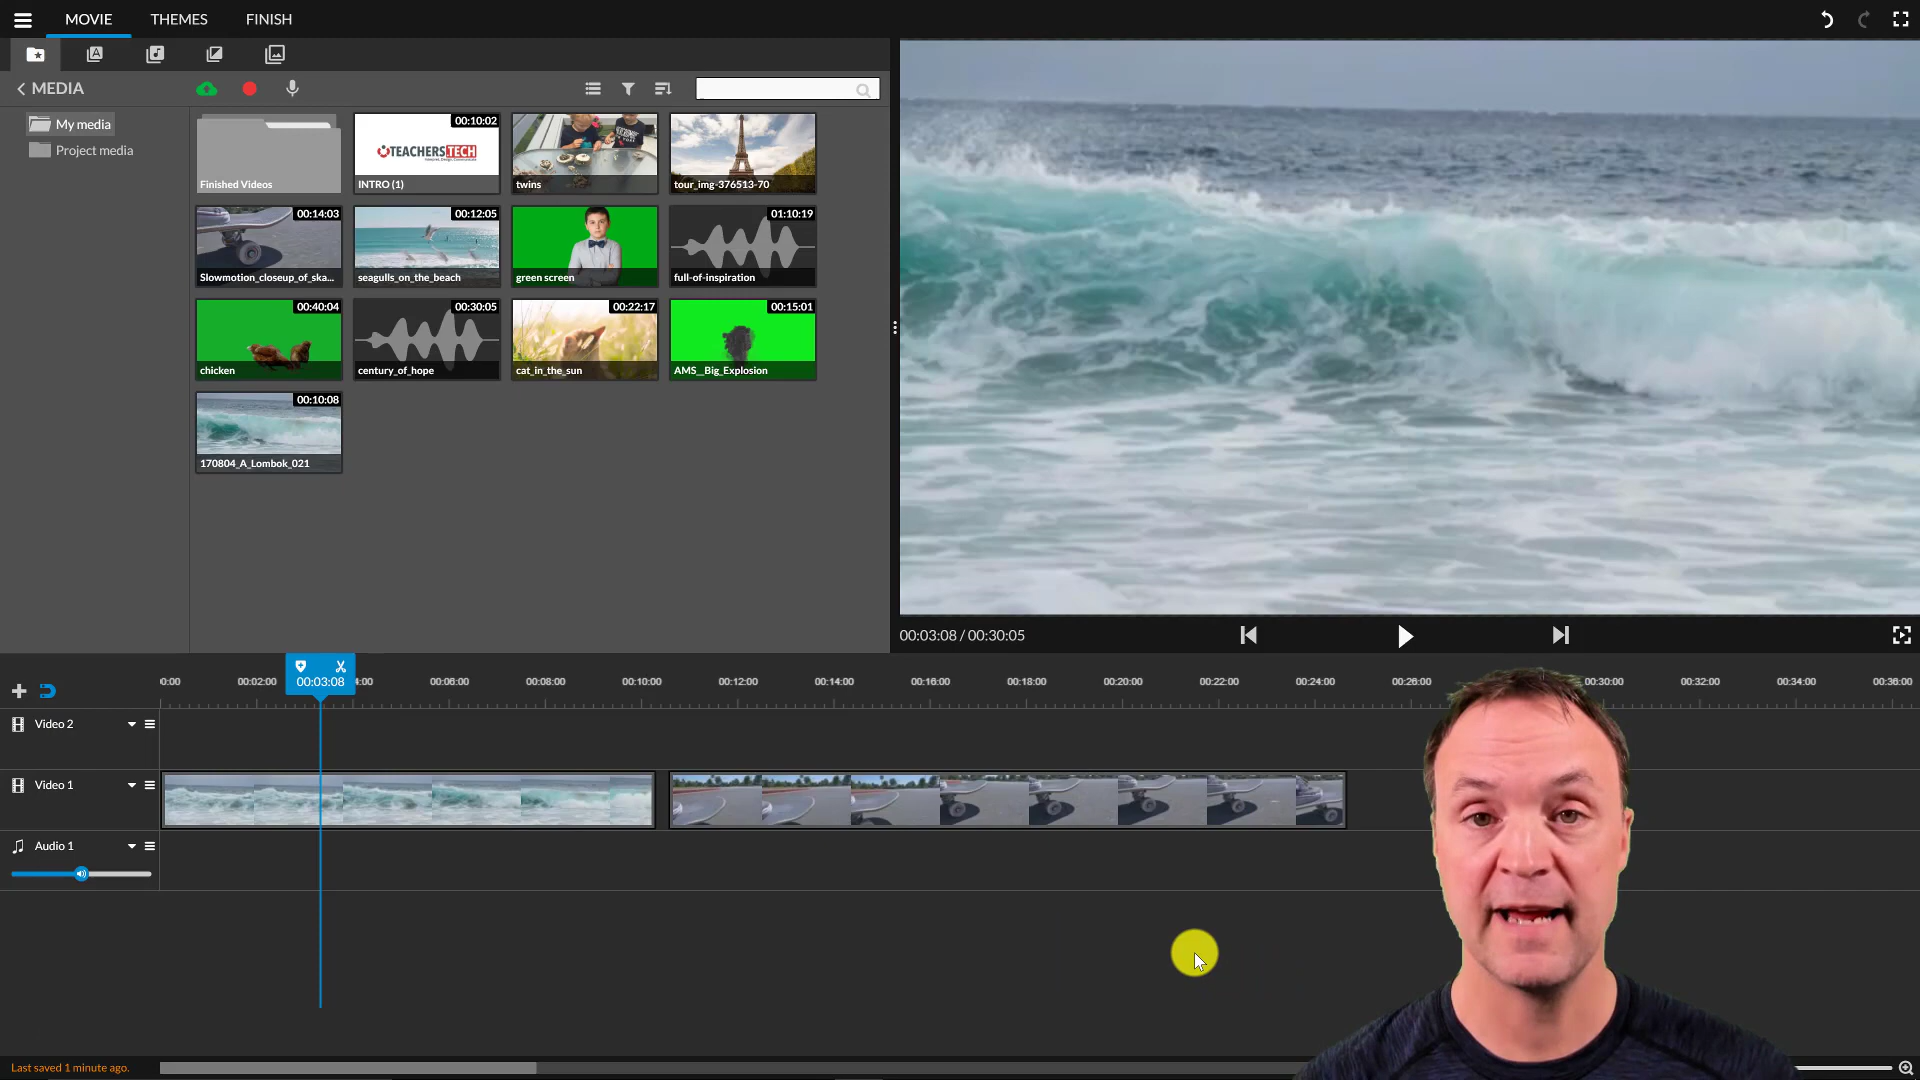 MOVIE THEMES FINISH
MEDIA
My media
Project media
Finished Videos
00:10:02
TEACHERSTECH
INTRO (1)
twins
tour_img-376513-70
00:14:03
Slowmotion_closeup_of_ska...
00:12:05
seagulls_on_the_beach
green screen
01:10:19
full-of-inspiration
00:40:04
chicken
00:30:05
century_of_hope
00:22:17
cat_in_the_sun
00:15:01
AMS__Big_Explosion
00:10:08
170804_A_Lombok_021
00:03:08 / 00:30:05
0:00 00:02:00 00:03:08 4:00 00:06:00 00:08:00 00:10:00 00:12:00 00:14:00 00:16:00 00:18:00 00:20:00 00:22:00 00:24:00 00:26:00 00:30:00 00:32:00 00:34:00 00:36:00
Video 2
Video 1
Audio 1
Last saved 1 minute ago.